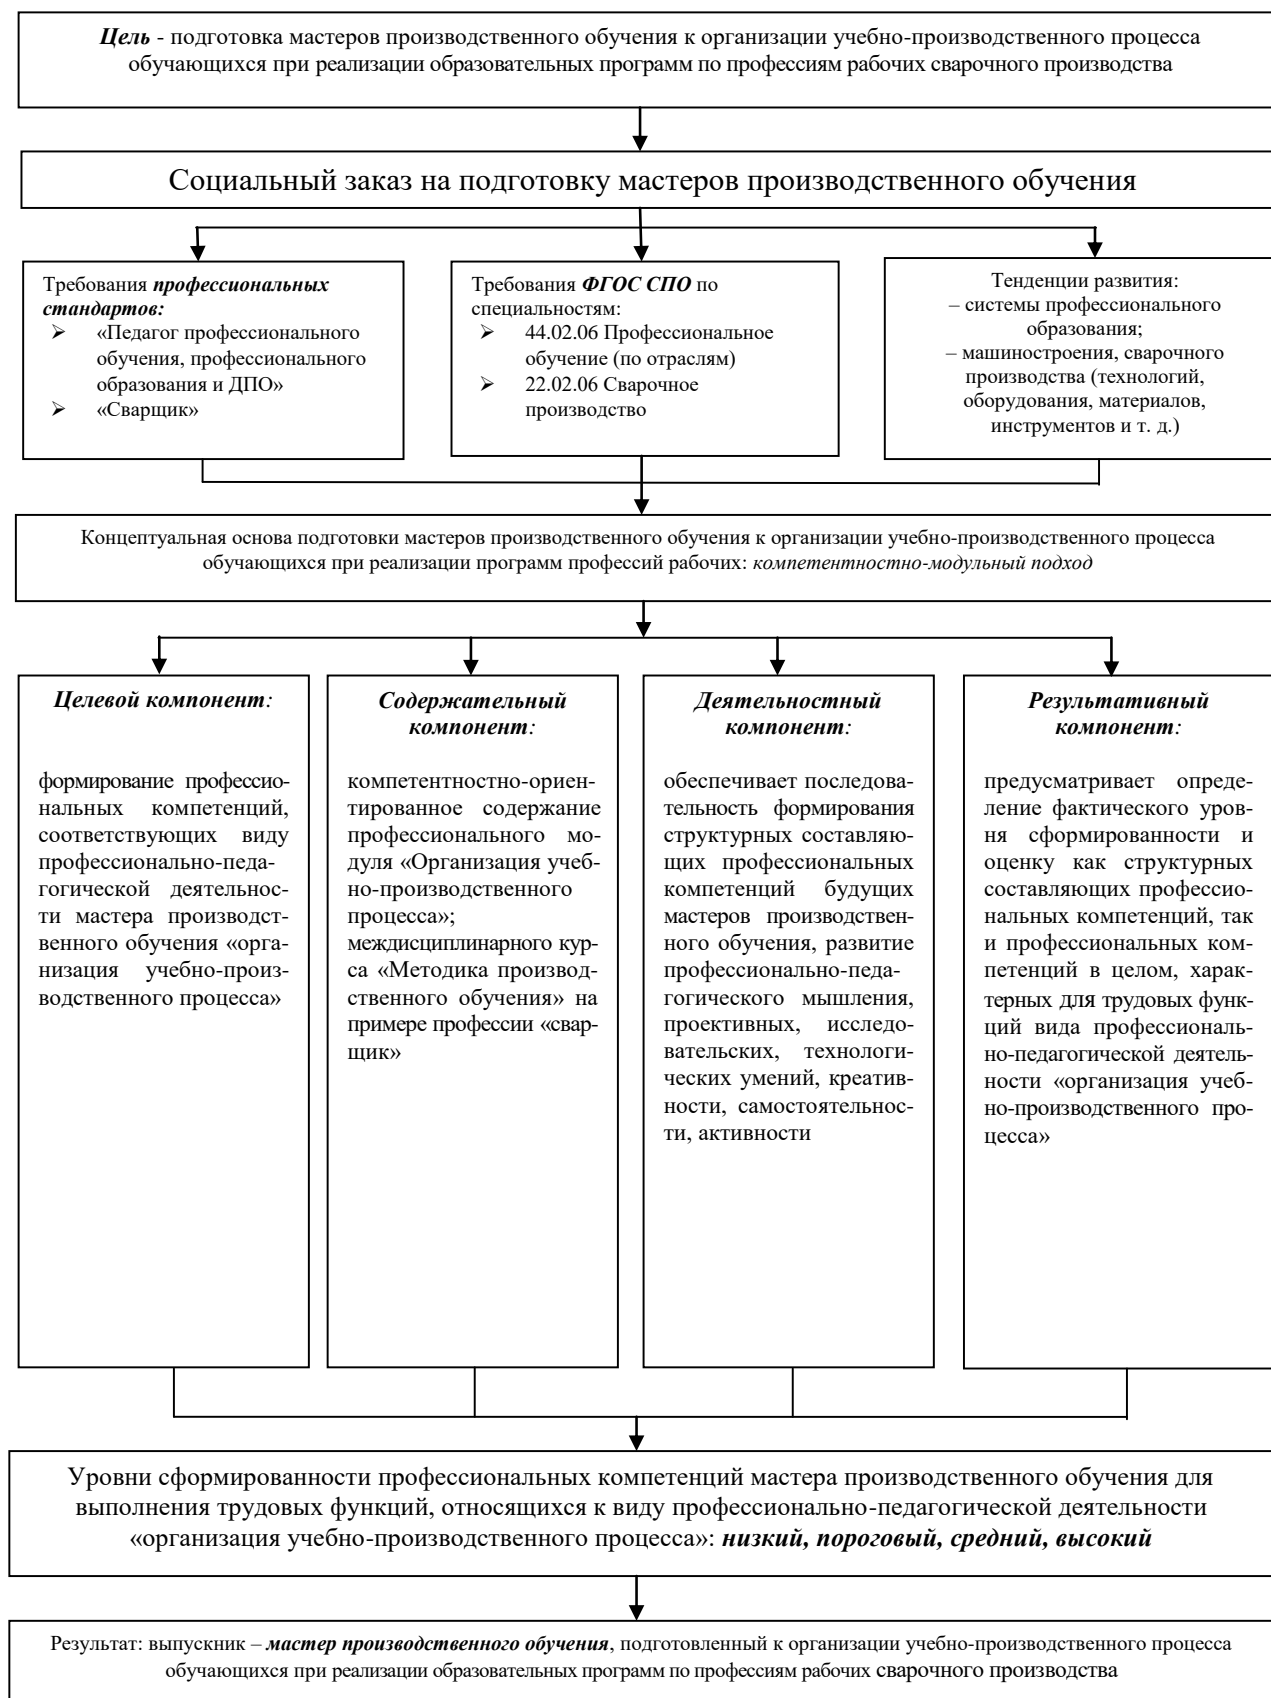 Цель - подготовка мастеров производственного обучения к организации учебно-производственного процесса
обучающихся при реализации образовательных программ по профессиям рабочих сварочного производства
Социальный заказ на подготовку мастеров производственного обучения
Требования профессиональных
стандартов:
➢ «Педагог профессионального
обучения, профессионального
образования и ДПО»
➢ «Сварщик»
Требования ФГОС СПО по
специальностям:
➢ 44.02.06 Профессиональное
обучение (по отраслям)
➢ 22.02.06 Сварочное
производство
Тенденции развития:
– системы профессионального
образования;
– машиностроения, сварочного
производства (технологий,
оборудования, материалов,
инструментов и т. д.)
Концептуальная основа подготовки мастеров производственного обучения к организации учебно-производственного процесса
обучающихся при реализации программ профессий рабочих: компетентностно-модульный подход
Целевой компонент:
формирование профессио-
нальных компетенций,
соответствующих виду
профессионально-педа-
гогической деятельнос-
ти мастера производст-
венного обучения «орга-
низация учебно-произ-
водственного процесса»
Содержательный
компонент:
компетентностно-ориен-
тированное содержание
профессионального мо-
дуля «Организация учеб-
но-производственного
процесса»;
междисциплинарного кур-
са «Методика производ-
ственного обучения» на
примере профессии «свар-
щик»
Деятельностный
компонент:
обеспечивает последова-
тельность формирования
структурных составляю-
щих профессиональных
компетенций будущих
мастеров производствен-
ного обучения, развитие
профессионально-педа-
гогического мышления,
проективных, исследо-
вательских, технологи-
ческих умений, креатив-
ности, самостоятельнос-
ти, активности
Результативный
компонент:
предусматривает опреде-
ление фактического уров-
ня сформированности и
оценку как структурных
составляющих профессио-
нальных компетенций, так
и профессиональных ком-
петенций в целом, харак-
терных для трудовых функ-
ций вида профессиональ-
но-педагогической деятель-
ности «организация учеб-
но-производственного про-
цесса»
Уровни сформированности профессиональных компетенций мастера производственного обучения для
выполнения трудовых функций, относящихся к виду профессионально-педагогической деятельности
«организация учебно-производственного процесса»: низкий, пороговый, средний, высокий
Результат: выпускник – мастер производственного обучения, подготовленный к организации учебно-производственного процесса
обучающихся при реализации образовательных программ по профессиям рабочих сварочного производства